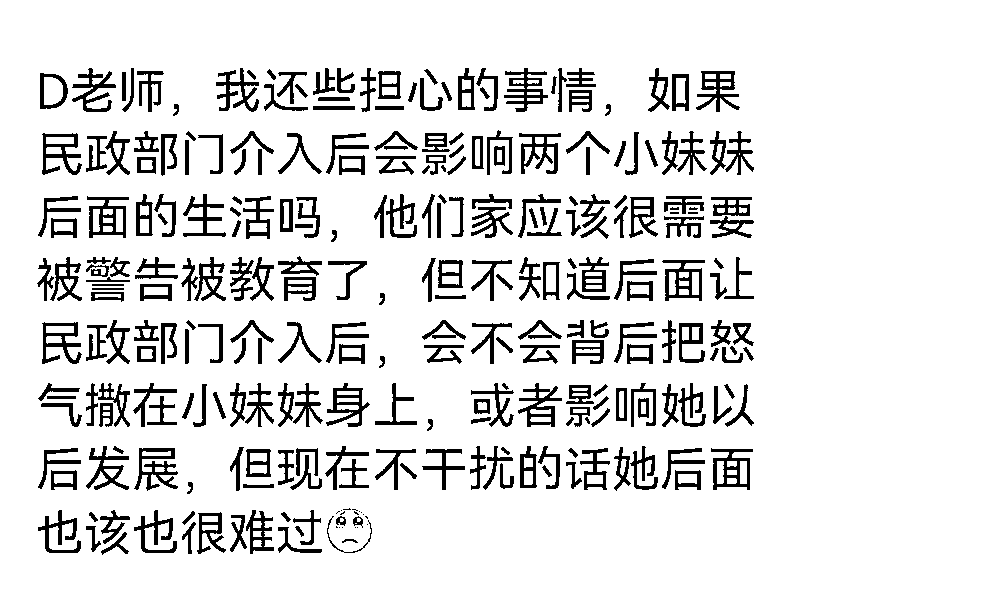 D老师，我还些担心的事情，如果
民政部门介入后会影响两个小妹妹
后面的生活吗，他们家应该很需要
被警告被教育了，但不知道后面让
民政部门介入后，会不会背后把怒
气撒在小妹妹身上，或者影响她以
后发展，但现在不干扰的话她后面
也该也很难过🥺